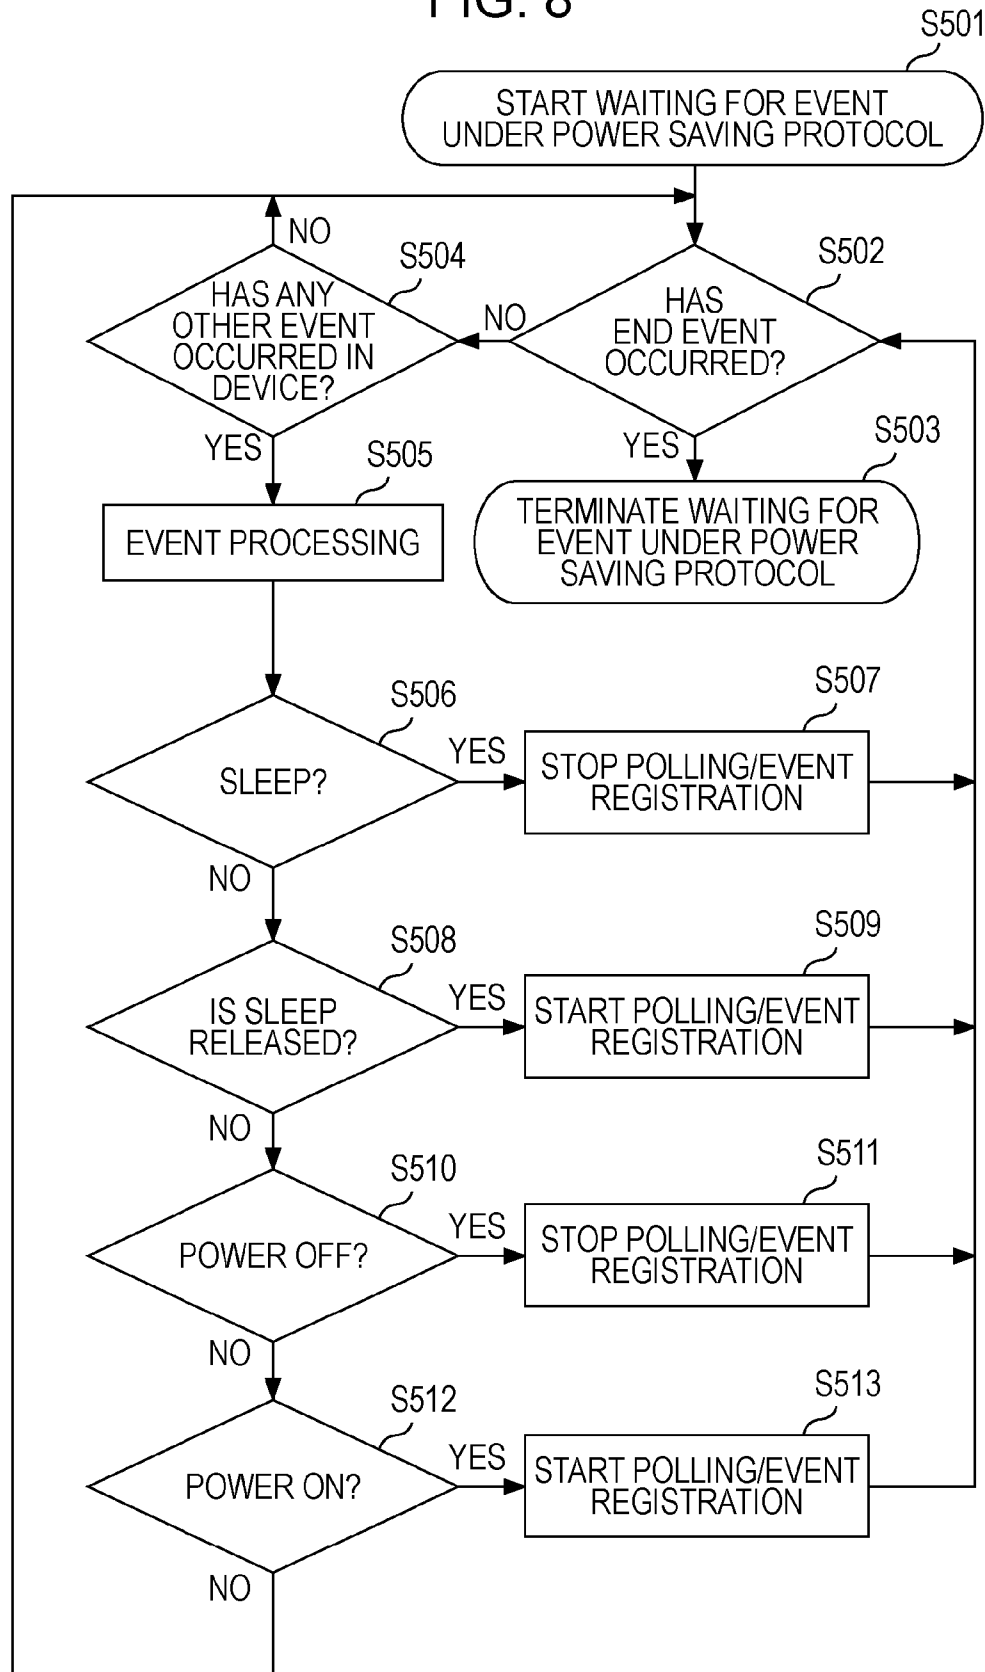 FIG. 8
S501
START WAITING FOR EVENT
UNDER POWER SAVING PROTOCOL
NO
S504
HAS ANY
OTHER EVENT
OCCURRED IN
DEVICE?
NO
S502
HAS
END EVENT
OCCURRED?
YES
S505
EVENT PROCESSING
YES
S503
TERMINATE WAITING FOR
EVENT UNDER POWER
SAVING PROTOCOL
S506
SLEEP?
YES
S507
STOP POLLING/EVENT
REGISTRATION
NO
S508
IS SLEEP
RELEASED?
YES
S509
START POLLING/EVENT
REGISTRATION
NO
S510
POWER OFF?
YES
S511
STOP POLLING/EVENT
REGISTRATION
NO
S512
POWER ON?
YES
S513
START POLLING/EVENT
REGISTRATION
NO